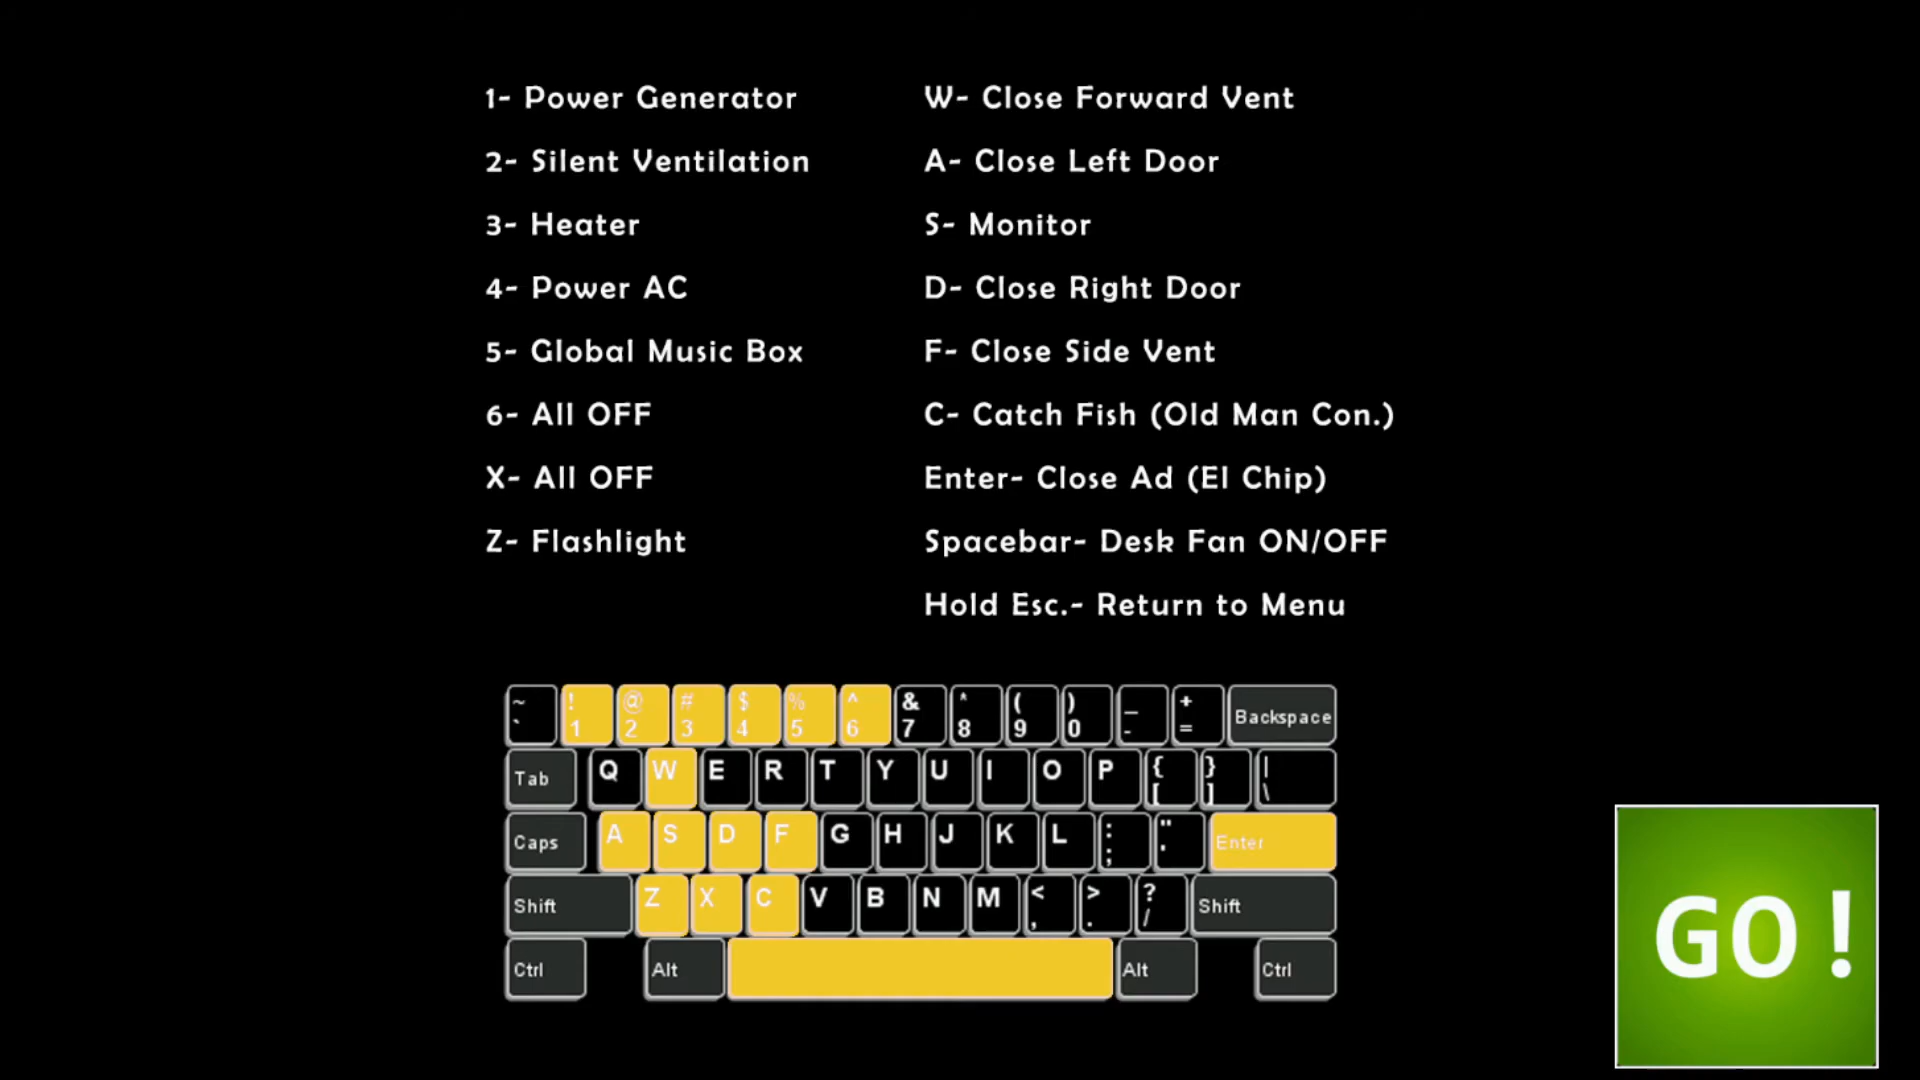 1- Power Generator
2- Silent Ventilation
3- Heater
4- Power AC
5- Global Music Box
6- All OFF
X- All OFF
Z- Flashlight
W- Close Forward Vent
A- Close Left Door
S- Monitor
D- Close Right Door
F- Close Side Vent
C- Catch Fish (Old Man Con.)
Enter- Close Ad (El Chip)
Spacebar- Desk Fan ON/OFF
Hold Esc.- Return to Menu
~ ! @ # $ % ^ & * ( ) _ +
` 1 2 3 4 5 6 7 8 9 0 - = Backspace
Tab Q W E R T Y U I O P { [ } ] | \
Caps A S D F G H J K L : ; " ' Enter
Shift Z X C V B N M < , > . ? / Shift
Ctrl Alt Alt Ctrl
GO!